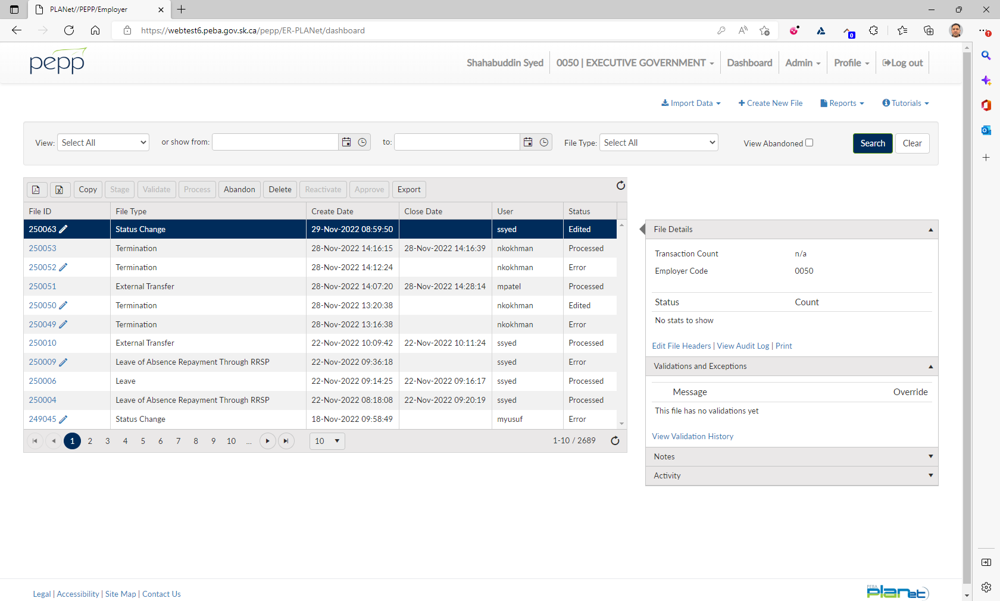 PLANet//PEPP/Employer
https://webtest6.peba.gov.sk.ca/pepp/ER-PLANet/dashboard
0
pepp
Shahabuddin Syed
0050 | EXECUTIVE GOVERNMENT
Dashboard
Admin
Profile
Log out
Import Data
Create New File
Reports
Tutorials
View: Select All
or show from:
to:
File Type: Select All
View Abandoned
Search
Clear
Copy Stage Validate Process Abandon Delete Reactivate Approve Export
File ID File Type Create Date Close Date User Status
250063 Status Change 29-Nov-2022 08:59:50 ssyed Edited
250053 Termination 28-Nov-2022 14:16:15 28-Nov-2022 14:16:39 nkokhman Processed
250052 Termination 28-Nov-2022 14:12:24 nkokhman Error
250051 External Transfer 28-Nov-2022 14:07:20 28-Nov-2022 14:28:14 mpatel Processed
250050 Termination 28-Nov-2022 13:20:38 nkokhman Edited
250049 Termination 28-Nov-2022 13:16:38 nkokhman Error
250010 External Transfer 22-Nov-2022 10:09:42 22-Nov-2022 10:11:24 ssyed Processed
250009 Leave of Absence Repayment Through RRSP 22-Nov-2022 09:36:18 ssyed Error
250006 Leave 22-Nov-2022 09:14:25 22-Nov-2022 09:16:17 ssyed Processed
250004 Leave of Absence Repayment Through RRSP 22-Nov-2022 08:18:08 22-Nov-2022 09:20:19 ssyed Processed
249045 Status Change 18-Nov-2022 09:58:49 myusuf Error
1 2 3 4 5 6 7 8 9 10 ... 10 1-10 / 2689
File Details
Transaction Count n/a
Employer Code 0050
Status Count
No stats to show
Edit File Headers | View Audit Log | Print
Validations and Exceptions
Message Override
This file has no validations yet
View Validation History
Notes
Activity
Legal | Accessibility | Site Map | Contact Us
PEBA
planet